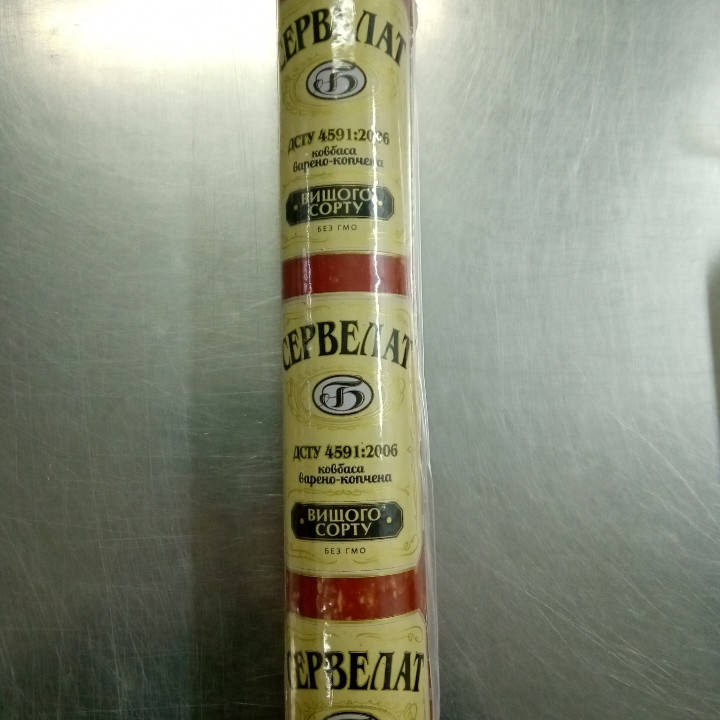 СЕРВЕЛАТ
Б
ДСТУ 4591:2006
ковбаса
варено-копчена
ВИЩОГО
СОРТУ
БЕЗ ГМО
СЕРВЕЛАТ
Б
ДСТУ 4591:2006
ковбаса
варено-копчена
ВИЩОГО
СОРТУ
БЕЗ ГМО
СЕРВЕЛАТ